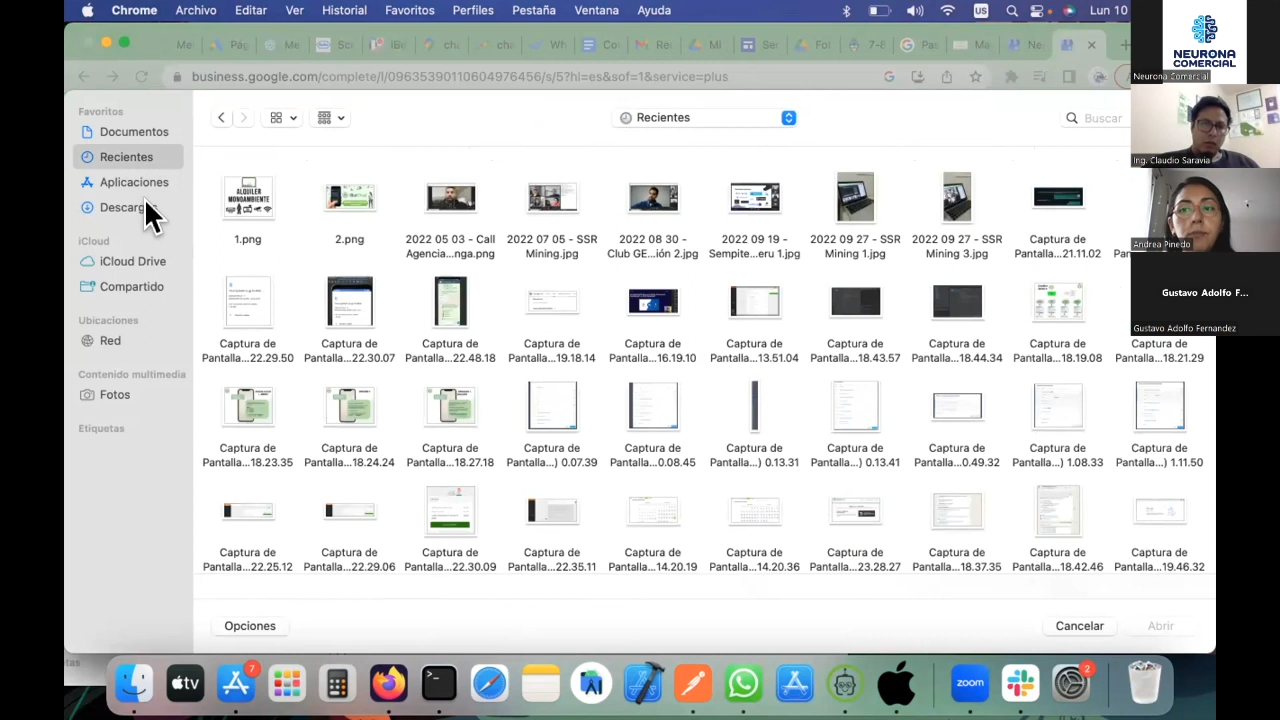 Chrome Archivo Editar Ver Historial Favoritos Perfiles Pestaña Ventana Ayuda US Lun 10
business.google.com/complete/l/09635390110604976456/s/5?hl=es&sof=1&service=plus
Favoritos
Documentos
Recientes
Aplicaciones
Descarg
iCloud
iCloud Drive
Compartido
Ubicaciones
Red
Contenido multimedia
Fotos
Etiquetas
Recientes
Buscar
ALQUILER
MONOAMBIENTE
1.png
2.png
2022 05 03 - Call
Agencia...nga.png
2022 07 05 - SSR
Mining.jpg
2022 08 30 -
Club GE...ión 2.jpg
2022 09 19 -
Sempite...eru 1.jpg
2022 09 27 - SSR
Mining 1.jpg
2022 09 27 - SSR
Mining 3.jpg
Captura de
Pantalla...21.11.02
Captura de
Pantalla...22.29.50
Captura de
Pantalla...22.30.07
Captura de
Pantalla...22.48.18
Captura de
Pantalla...19.18.14
Captura de
Pantalla...16.19.10
Captura de
Pantalla...13.51.04
Captura de
Pantalla...18.43.57
Captura de
Pantalla...18.44.34
Captura de
Pantalla...18.19.08
Captura de
Pantalla...18.21.29
Captura de
Pantalla...18.23.35
Captura de
Pantalla...18.24.24
Captura de
Pantalla...18.27.18
Captura de
Pantalla...) 0.07.39
Captura de
Pantalla...0.08.45
Captura de
Pantalla...) 0.13.31
Captura de
Pantalla...) 0.13.41
Captura de
Pantalla...0.49.32
Captura de
Pantalla...) 1.08.33
Captura de
Pantalla...) 1.11.50
Captura de
Pantalla...22.25.12
Captura de
Pantalla...22.29.06
Captura de
Pantalla...22.30.09
Captura de
Pantalla...22.35.11
Captura de
Pantalla...14.20.19
Captura de
Pantalla...14.20.36
Captura de
Pantalla...23.28.27
Captura de
Pantalla...18.37.35
Captura de
Pantalla...18.42.46
Captura de
Pantalla...19.46.32
Opciones
Cancelar
Abrir
NEURONA
COMERCIAL
Neurona Comercial
Ing. Claudio Saravia
Andrea Pinedo
Gustavo Adolfo F...
Gustavo Adolfo Fernandez
tv
7
zoom
2